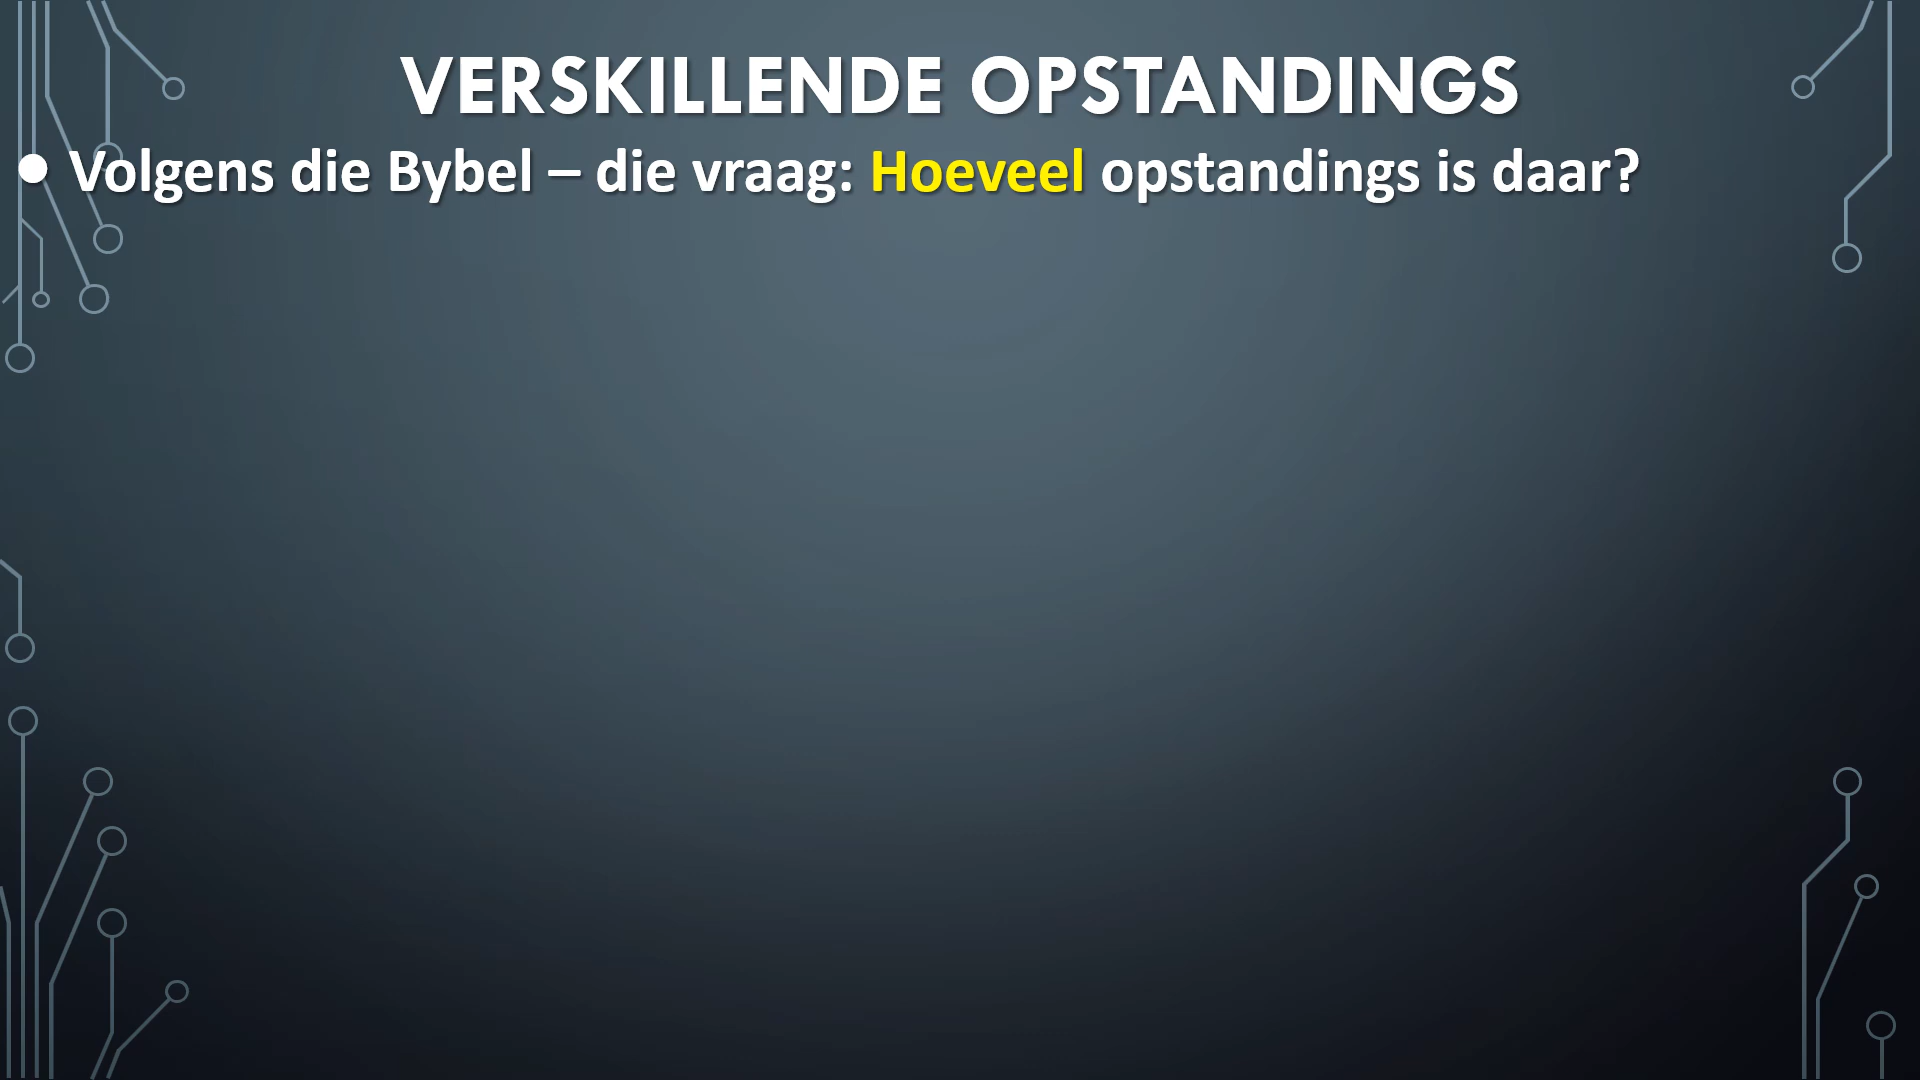 VERSKILLENDE OPSTANDINGS
• Volgens die Bybel – die vraag: Hoeveel opstandings is daar?